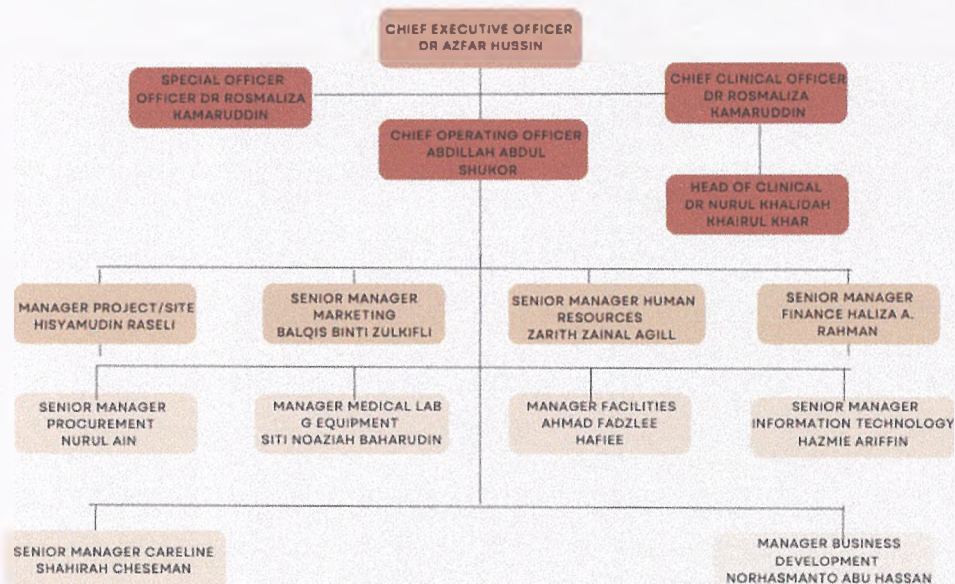 CHIEF EXECUTIVE OFFICER
DR AZFAR HUSSIN
SPECIAL OFFICER
OFFICER DR ROSMALIZA
KAMARUDDIN
CHIEF CLINICAL OFFICER
DR ROSMALIZA
KAMARUDDIN
CHIEF OPERATING OFFICER
ABDILLAH ABDUL
SHUKOR
HEAD OF CLINICAL
DR NURUL KHALIDAH
KHAIRUL KHAR
MANAGER PROJECT/SITE
HISYAMUDIN RASELI
SENIOR MANAGER
MARKETING
BALQIS BINTI ZULKIFLI
SENIOR MANAGER HUMAN
RESOURCES
ZARITH ZAINAL AGILL
SENIOR MANAGER
FINANCE HALIZA A.
RAHMAN
SENIOR MANAGER
PROCUREMENT
NURUL AIN
MANAGER MEDICAL LAB
G EQUIPMENT
SITI NOAZIAH BAHARUDIN
MANAGER FACILITIES
AHMAD FADZLEE
HAFIEE
SENIOR MANAGER
INFORMATION TECHNOLOGY
HAZMIE ARIFFIN
SENIOR MANAGER CARELINE
SHAHIRAH CHESEMAN
MANAGER BUSINESS
DEVELOPMENT
NORHASMANTO ABU HASSAN